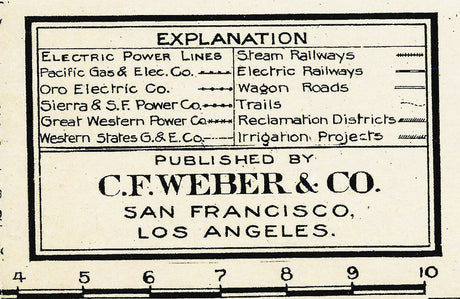 EXPLANATION
ELECTRIC POWER LINES
Pacific Gas & Elec. Co.
Oro Electric Co.
Sierra & S.F. Power Co.
Great Western Power Co.
Western States G. & E. Co.
Steam Railways
Electric Railways
Wagon Roads
Trails
Reclamation Districts
Irrigation Projects
PUBLISHED BY
C.F. WEBER & CO.
SAN FRANCISCO,
LOS ANGELES.
4 5 6 7 8 9 10